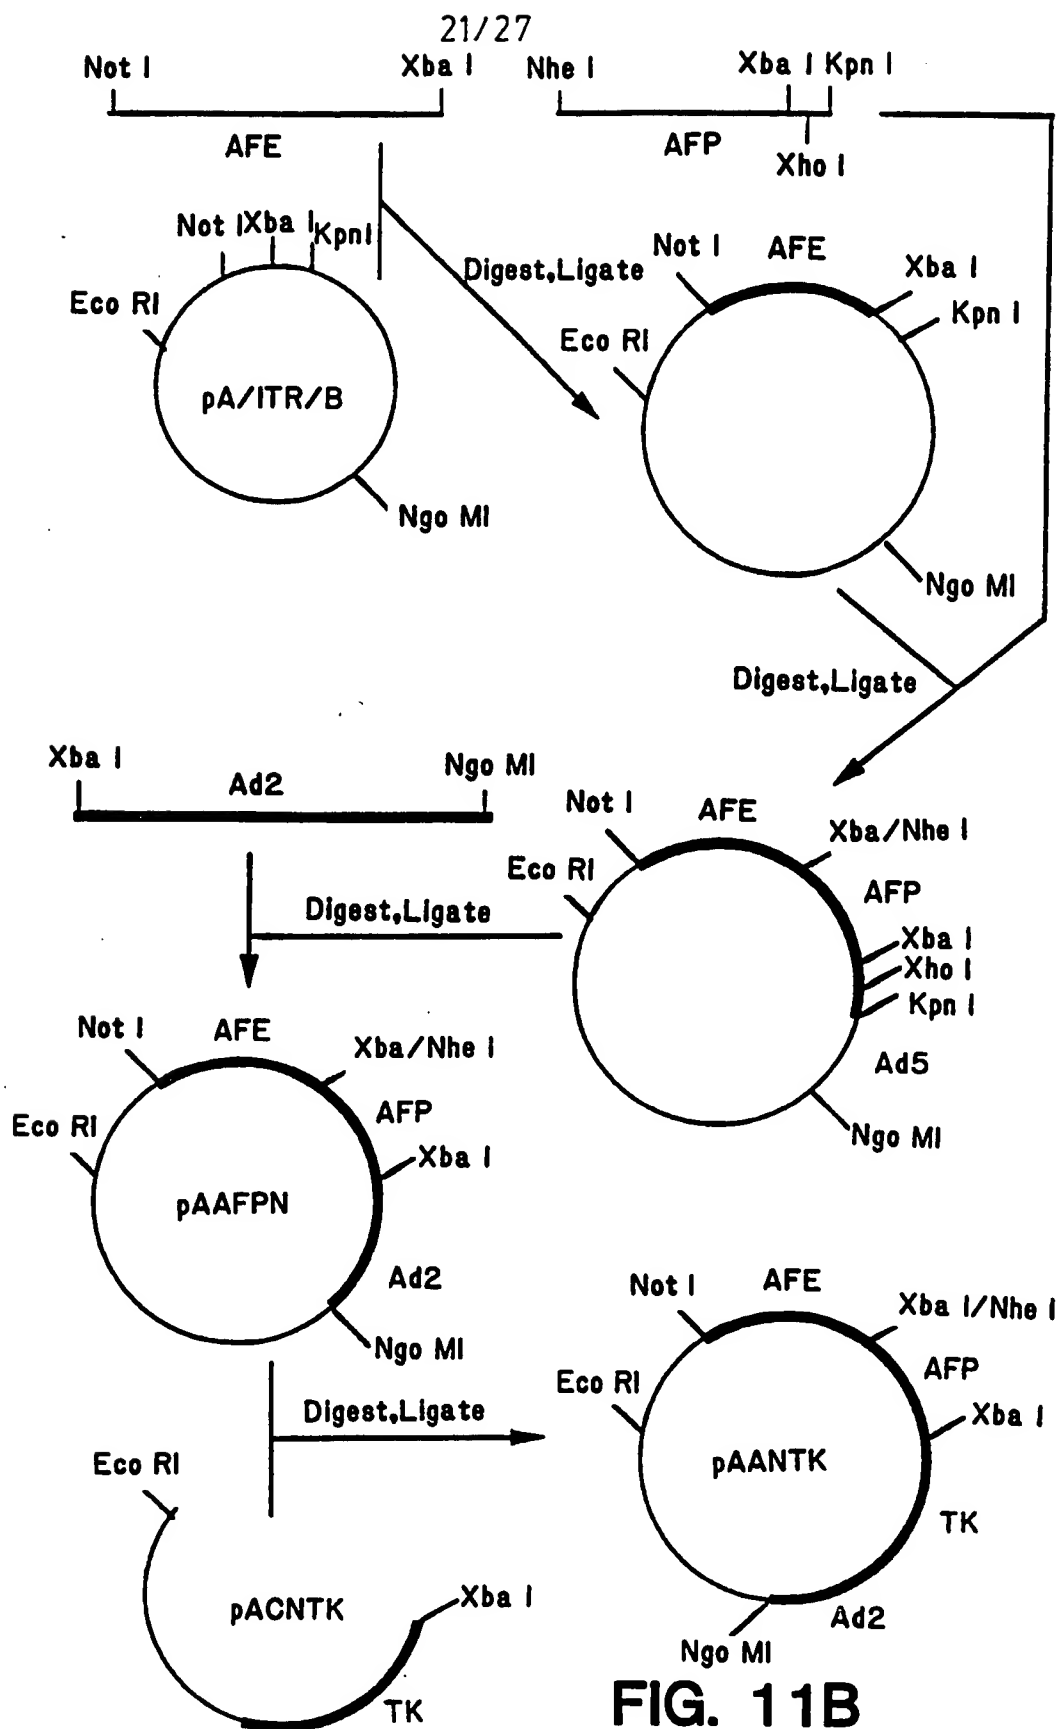 21/27
Not I
Xba I
Nhe I
Xba I Kpn I
AFE
AFP
Xho I
Not I Xba I KpnI
Eco RI
pA/ITR/B
Ngo MI
Digest,Ligate
Not I
AFE
Xba I
Kpn I
Eco RI
Ngo MI
Digest,Ligate
Xba I
Ad2
Ngo MI
Not I
AFE
Xba/Nhe I
Eco RI
AFP
Xba I
Xho I
Kpn I
Ad5
Ngo MI
Digest,Ligate
Not I
AFE
Xba/Nhe I
Eco RI
AFP
Xba I
pAAFPN
Ad2
Ngo MI
Digest,Ligate
Not I
AFE
Xba I/Nhe I
AFP
Eco RI
Xba I
pAANTK
TK
Ad2
Ngo MI
Eco RI
pACNTK
Xba I
TK
FIG. 11B